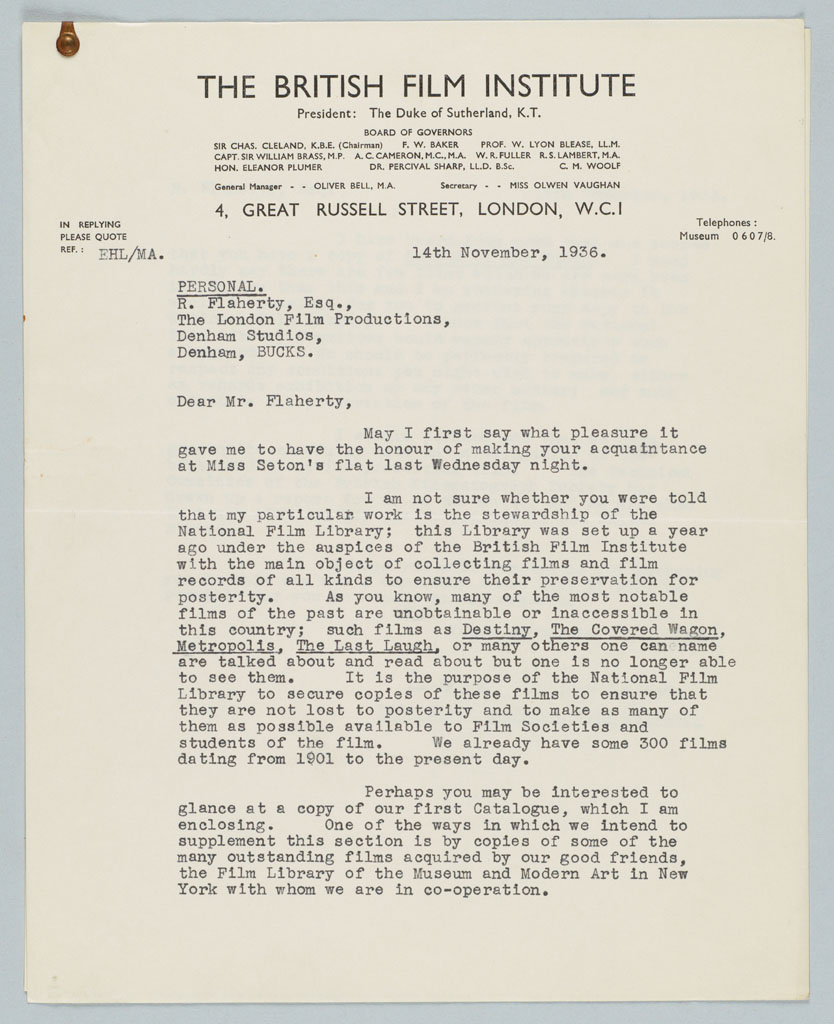 THE BRITISH FILM INSTITUTE
President: The Duke of Sutherland, K.T.
BOARD OF GOVERNORS
SIR CHAS. CLELAND, K.B.E. (Chairman) F. W. BAKER PROF. W. LYON BLEASE, LL.M.
CAPT. SIR WILLIAM BRASS, M.P. A. C. CAMERON, M.C., M.A. W. R. FULLER R. S. LAMBERT, M.A.
HON. ELEANOR PLUMER DR. PERCIVAL SHARP, LL.D. B.Sc. C. M. WOOLF
General Manager - - OLIVER BELL, M.A. Secretary - - MISS OLWEN VAUGHAN
4, GREAT RUSSELL STREET, LONDON, W.C.1
IN REPLYING
PLEASE QUOTE
REF.: EHL/MA.
Telephones:
Museum 0607/8.
14th November, 1936.
PERSONAL.
R. Flaherty, Esq.,
The London Film Productions,
Denham Studios,
Denham, BUCKS.
Dear Mr. Flaherty,
May I first say what pleasure it
gave me to have the honour of making your acquaintance
at Miss Seton's flat last Wednesday night.
I am not sure whether you were told
that my particular work is the stewardship of the
National Film Library; this Library was set up a year
ago under the auspices of the British Film Institute
with the main object of collecting films and film
records of all kinds to ensure their preservation for
posterity. As you know, many of the most notable
films of the past are unobtainable or inaccessible in
this country; such films as Destiny, The Covered Wagon,
Metropolis, The Last Laugh, or many others one can name
are talked about and read about but one is no longer able
to see them. It is the purpose of the National Film
Library to secure copies of these films to ensure that
they are not lost to posterity and to make as many of
them as possible available to Film Societies and
students of the film. We already have some 300 films
dating from 1901 to the present day.
Perhaps you may be interested to
glance at a copy of our first Catalogue, which I am
enclosing. One of the ways in which we intend to
supplement this section is by copies of some of the
many outstanding films acquired by our good friends,
the Film Library of the Museum and Modern Art in New
York with whom we are in co-operation.